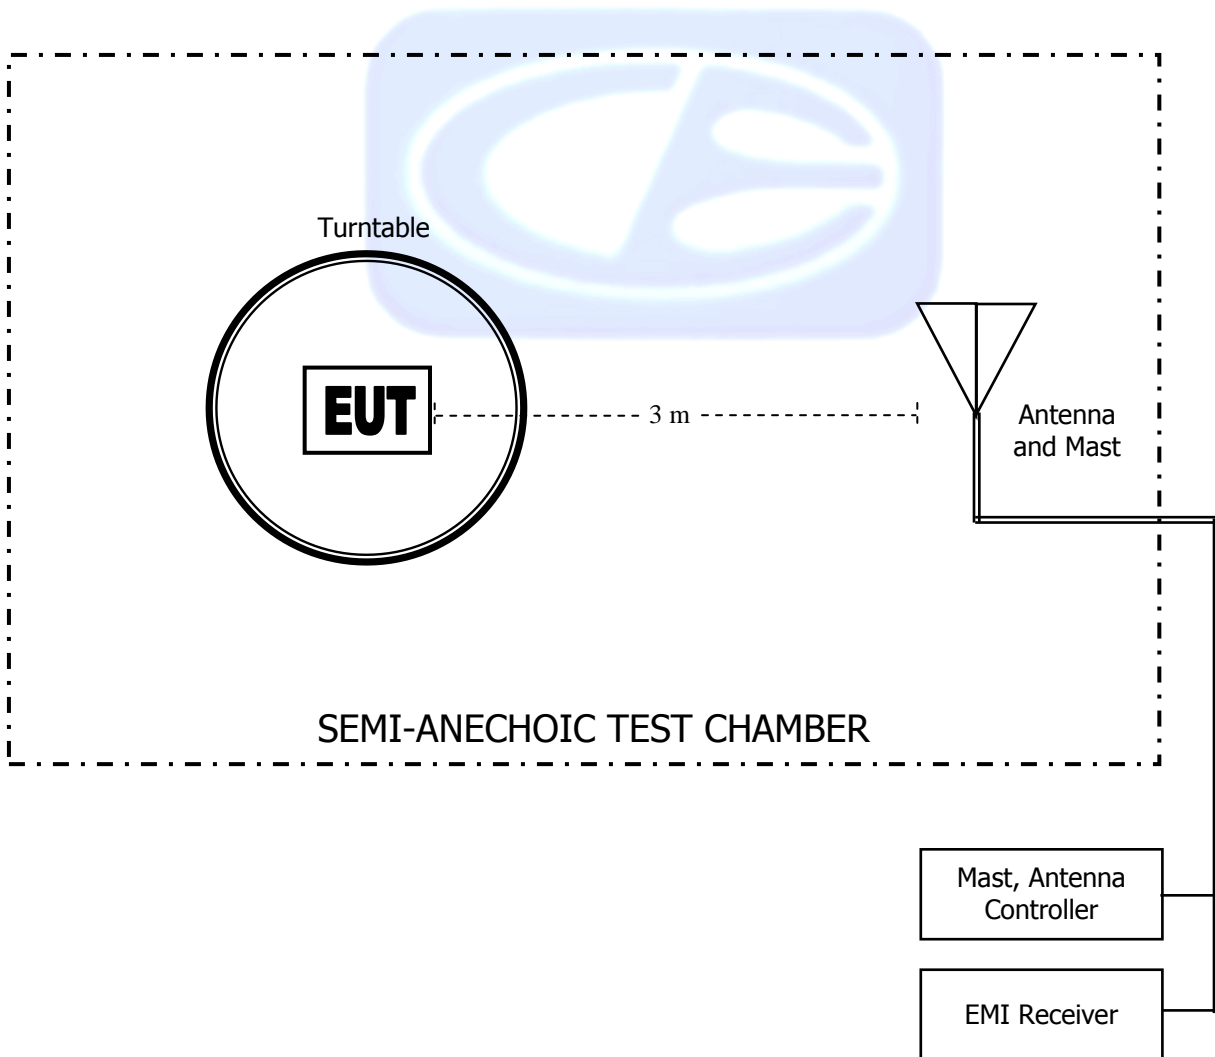 Turntable
EUT
3 m
Antenna
and Mast
SEMI-ANECHOIC TEST CHAMBER
Mast, Antenna
Controller
EMI Receiver